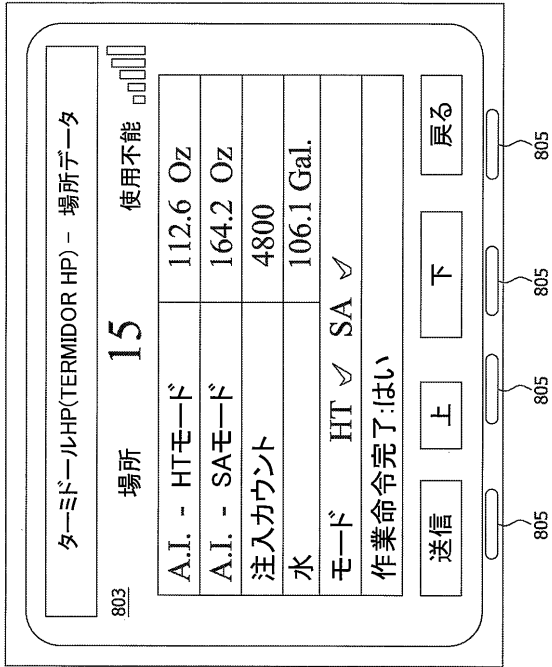 ターミドールHP(TERMIDOR HP) - 場所データ
803
場所 15 使用不能
A.I. - HTモード 112.6 Oz
A.I. - SAモード 164.2 Oz
注入カウント 4800
水 106.1 Gal.
モード HT ✓ SA ✓
作業命令完了:はい
送信 上 下 戻る
805 805 805 805